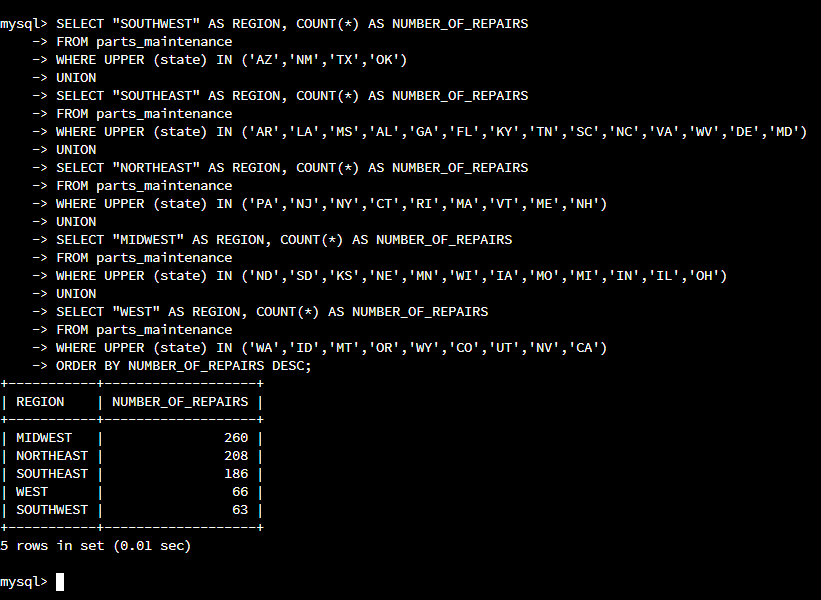 mysql> SELECT "SOUTHWEST" AS REGION, COUNT(*) AS NUMBER_OF_REPAIRS
    -> FROM parts_maintenance
    -> WHERE UPPER (state) IN ('AZ','NM','TX','OK')
    -> UNION
    -> SELECT "SOUTHEAST" AS REGION, COUNT(*) AS NUMBER_OF_REPAIRS
    -> FROM parts_maintenance
    -> WHERE UPPER (state) IN ('AR','LA','MS','AL','GA','FL','KY','TN','SC','NC','VA','WV','DE','MD')
    -> UNION
    -> SELECT "NORTHEAST" AS REGION, COUNT(*) AS NUMBER_OF_REPAIRS
    -> FROM parts_maintenance
    -> WHERE UPPER (state) IN ('PA','NJ','NY','CT','RI','MA','VT','ME','NH')
    -> UNION
    -> SELECT "MIDWEST" AS REGION, COUNT(*) AS NUMBER_OF_REPAIRS
    -> FROM parts_maintenance
    -> WHERE UPPER (state) IN ('ND','SD','KS','NE','MN','WI','IA','MO','MI','IN','IL','OH')
    -> UNION
    -> SELECT "WEST" AS REGION, COUNT(*) AS NUMBER_OF_REPAIRS
    -> FROM parts_maintenance
    -> WHERE UPPER (state) IN ('WA','ID','MT','OR','WY','CO','UT','NV','CA')
    -> ORDER BY NUMBER_OF_REPAIRS DESC;
+-----------+-------------------+
| REGION    | NUMBER_OF_REPAIRS |
+-----------+-------------------+
| MIDWEST   |               260 |
| NORTHEAST |               208 |
| SOUTHEAST |               186 |
| WEST      |                66 |
| SOUTHWEST |                63 |
+-----------+-------------------+
5 rows in set (0.01 sec)
mysql>